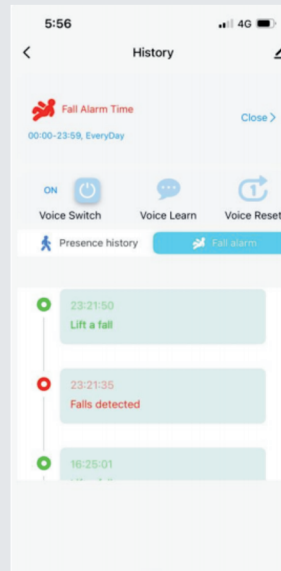 5:56
4G
History
Fall Alarm Time
Close >
00:00-23:59, EveryDay
ON
Voice Switch
Voice Learn
Voice Reset
Presence history
Fall alarm
23:21:50
Lift a fall
23:21:35
Falls detected
16:25:01